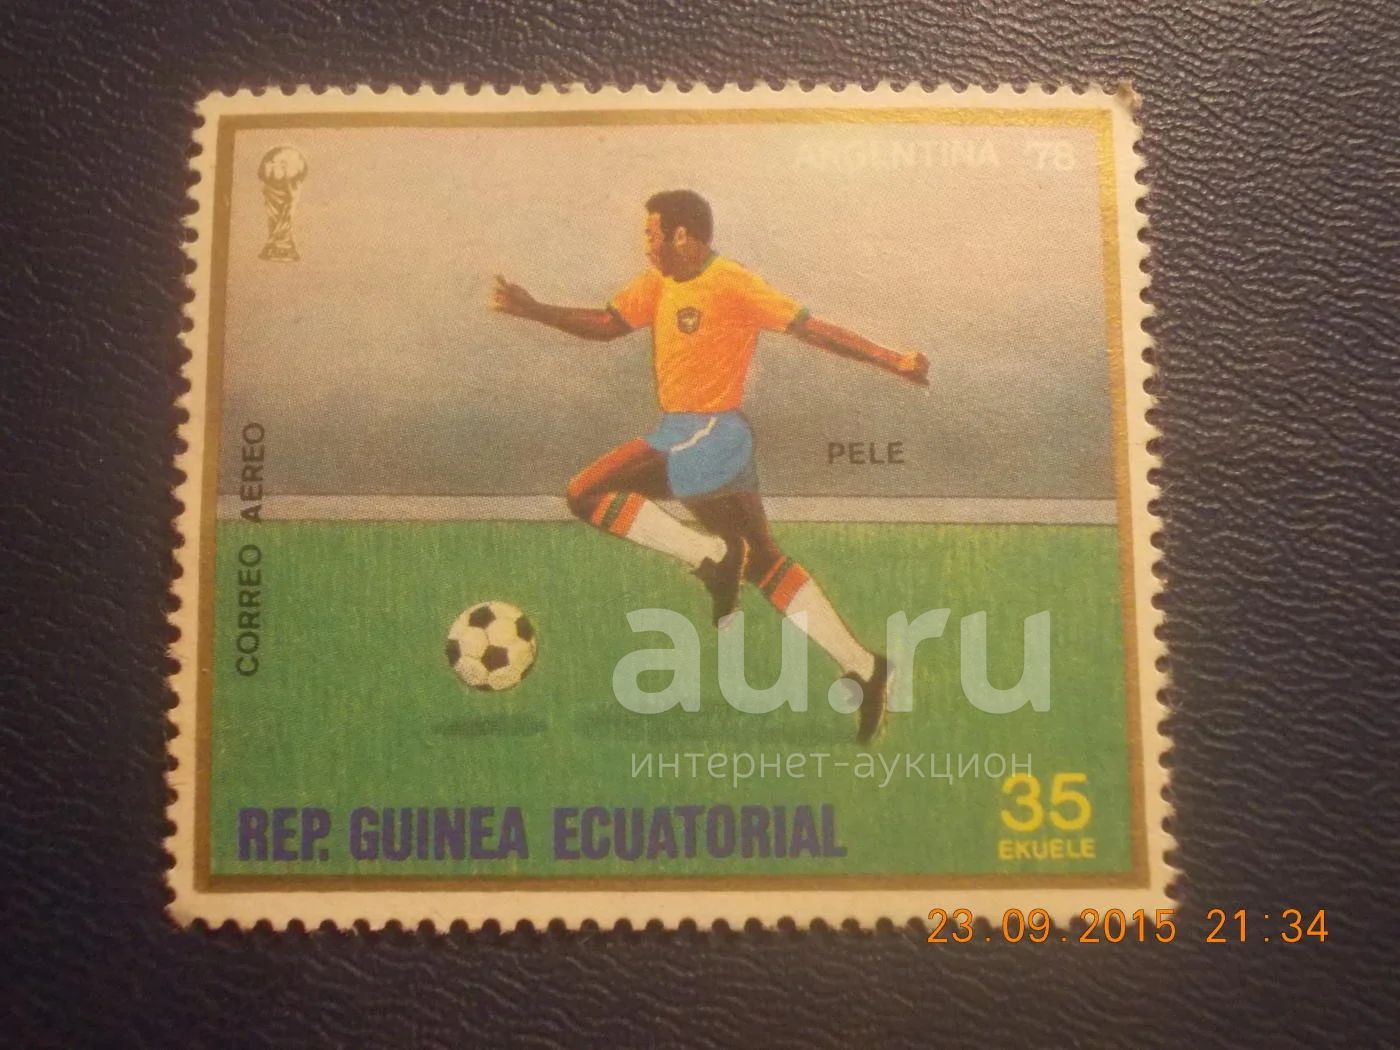 ARGENTINA '78
PELE
CORREO AEREO
au.ru
интернет-аукцион
35
EKUELE
REP. GUINEA ECUATORIAL
23.09.2015 21:34